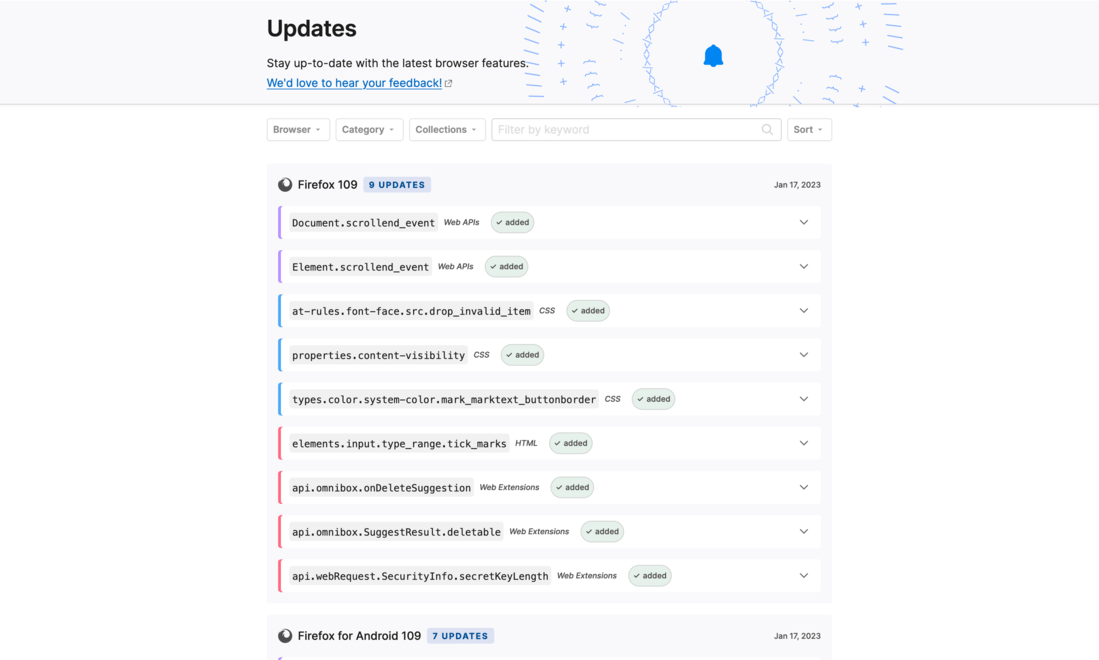 Updates
Stay up-to-date with the latest browser features.
We'd love to hear your feedback!
Browser Category Collections Filter by keyword Sort
Firefox 109 9 UPDATES Jan 17, 2023
Document.scrollend_event Web APIs added
Element.scrollend_event Web APIs added
at-rules.font-face.src.drop_invalid_item CSS added
properties.content-visibility CSS added
types.color.system-color.mark_marktext_buttonborder CSS added
elements.input.type_range.tick_marks HTML added
api.omnibox.onDeleteSuggestion Web Extensions added
api.omnibox.SuggestResult.deletable Web Extensions added
api.webRequest.SecurityInfo.secretKeyLength Web Extensions added
Firefox for Android 109 7 UPDATES Jan 17, 2023